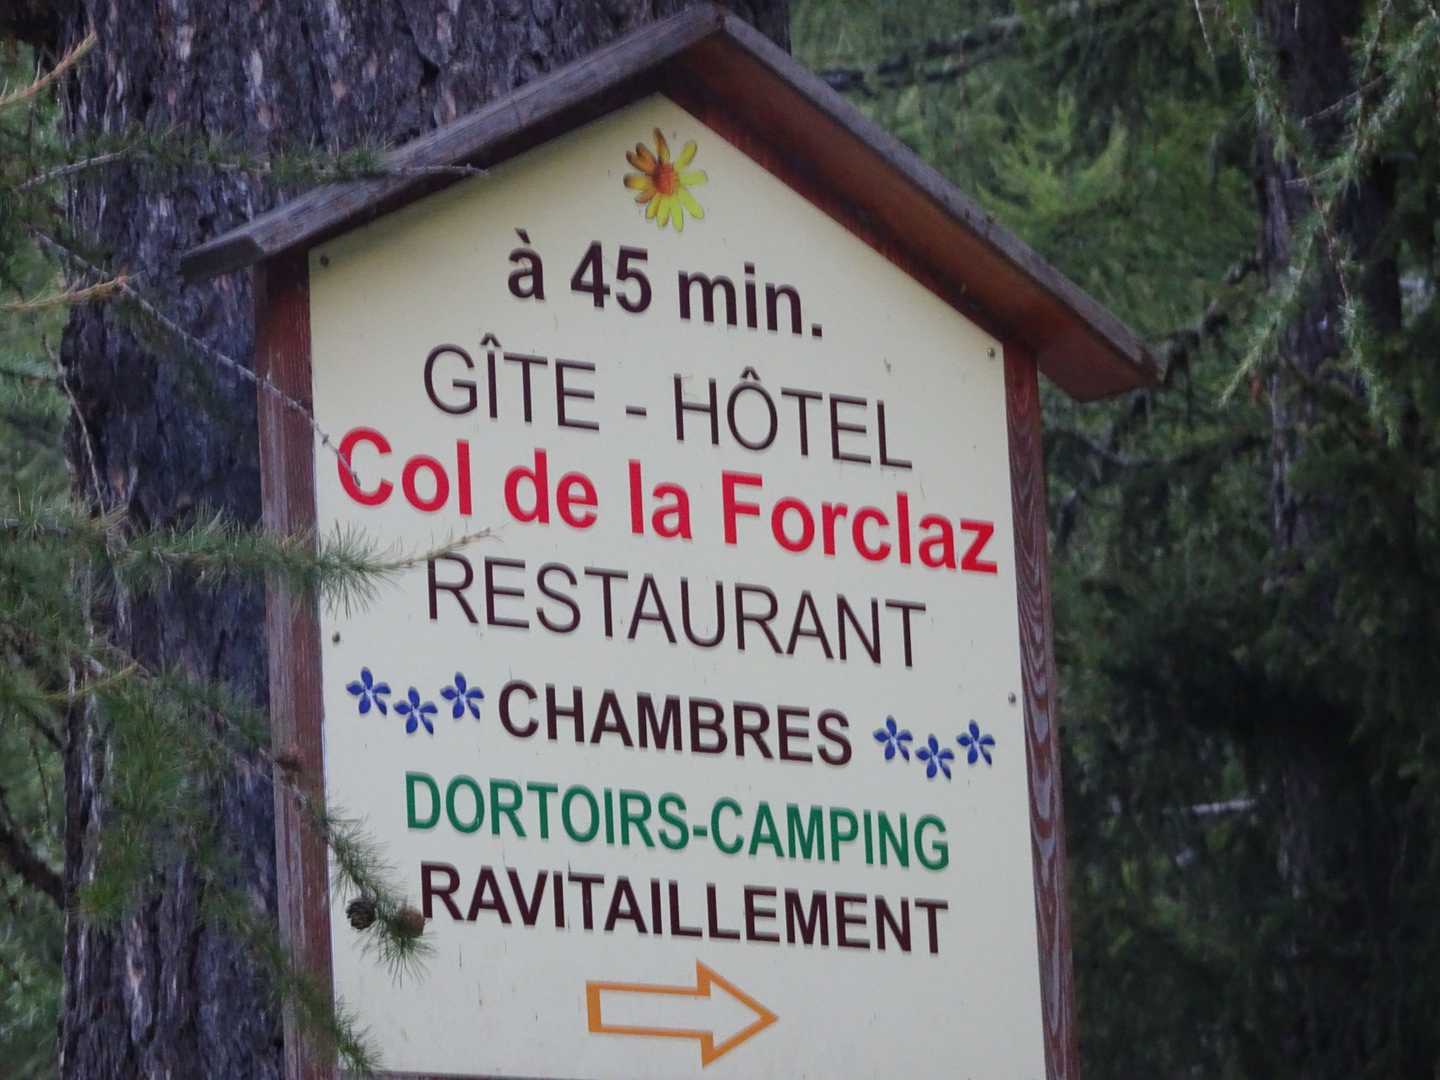 à 45 min.
GÎTE - HÔTEL
Col de la Forclaz
RESTAURANT
CHAMBRES
DORTOIRS-CAMPING
RAVITAILLEMENT